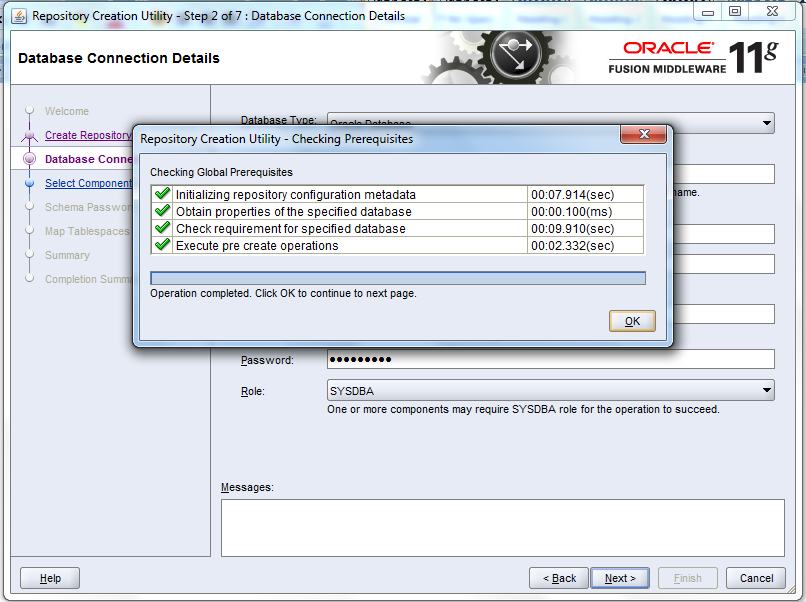 Repository Creation Utility - Step 2 of 7 : Database Connection Details
Database Connection Details
ORACLE
FUSION MIDDLEWARE 11g
Welcome
Create Repository
Database Conne
Select Component
Schema Passwor
Map Tablespaces
Summary
Completion Summa
Database Type: Oracle Database
name.
Repository Creation Utility - Checking Prerequisites
Checking Global Prerequisites
Initializing repository configuration metadata 00:07.914(sec)
Obtain properties of the specified database 00:00.100(ms)
Check requirement for specified database 00:09.910(sec)
Execute pre create operations 00:02.332(sec)
Operation completed. Click OK to continue to next page.
OK
Password: •••••••••
Role: SYSDBA
One or more components may require SYSDBA role for the operation to succeed.
Messages:
Help
< Back
Next >
Finish
Cancel